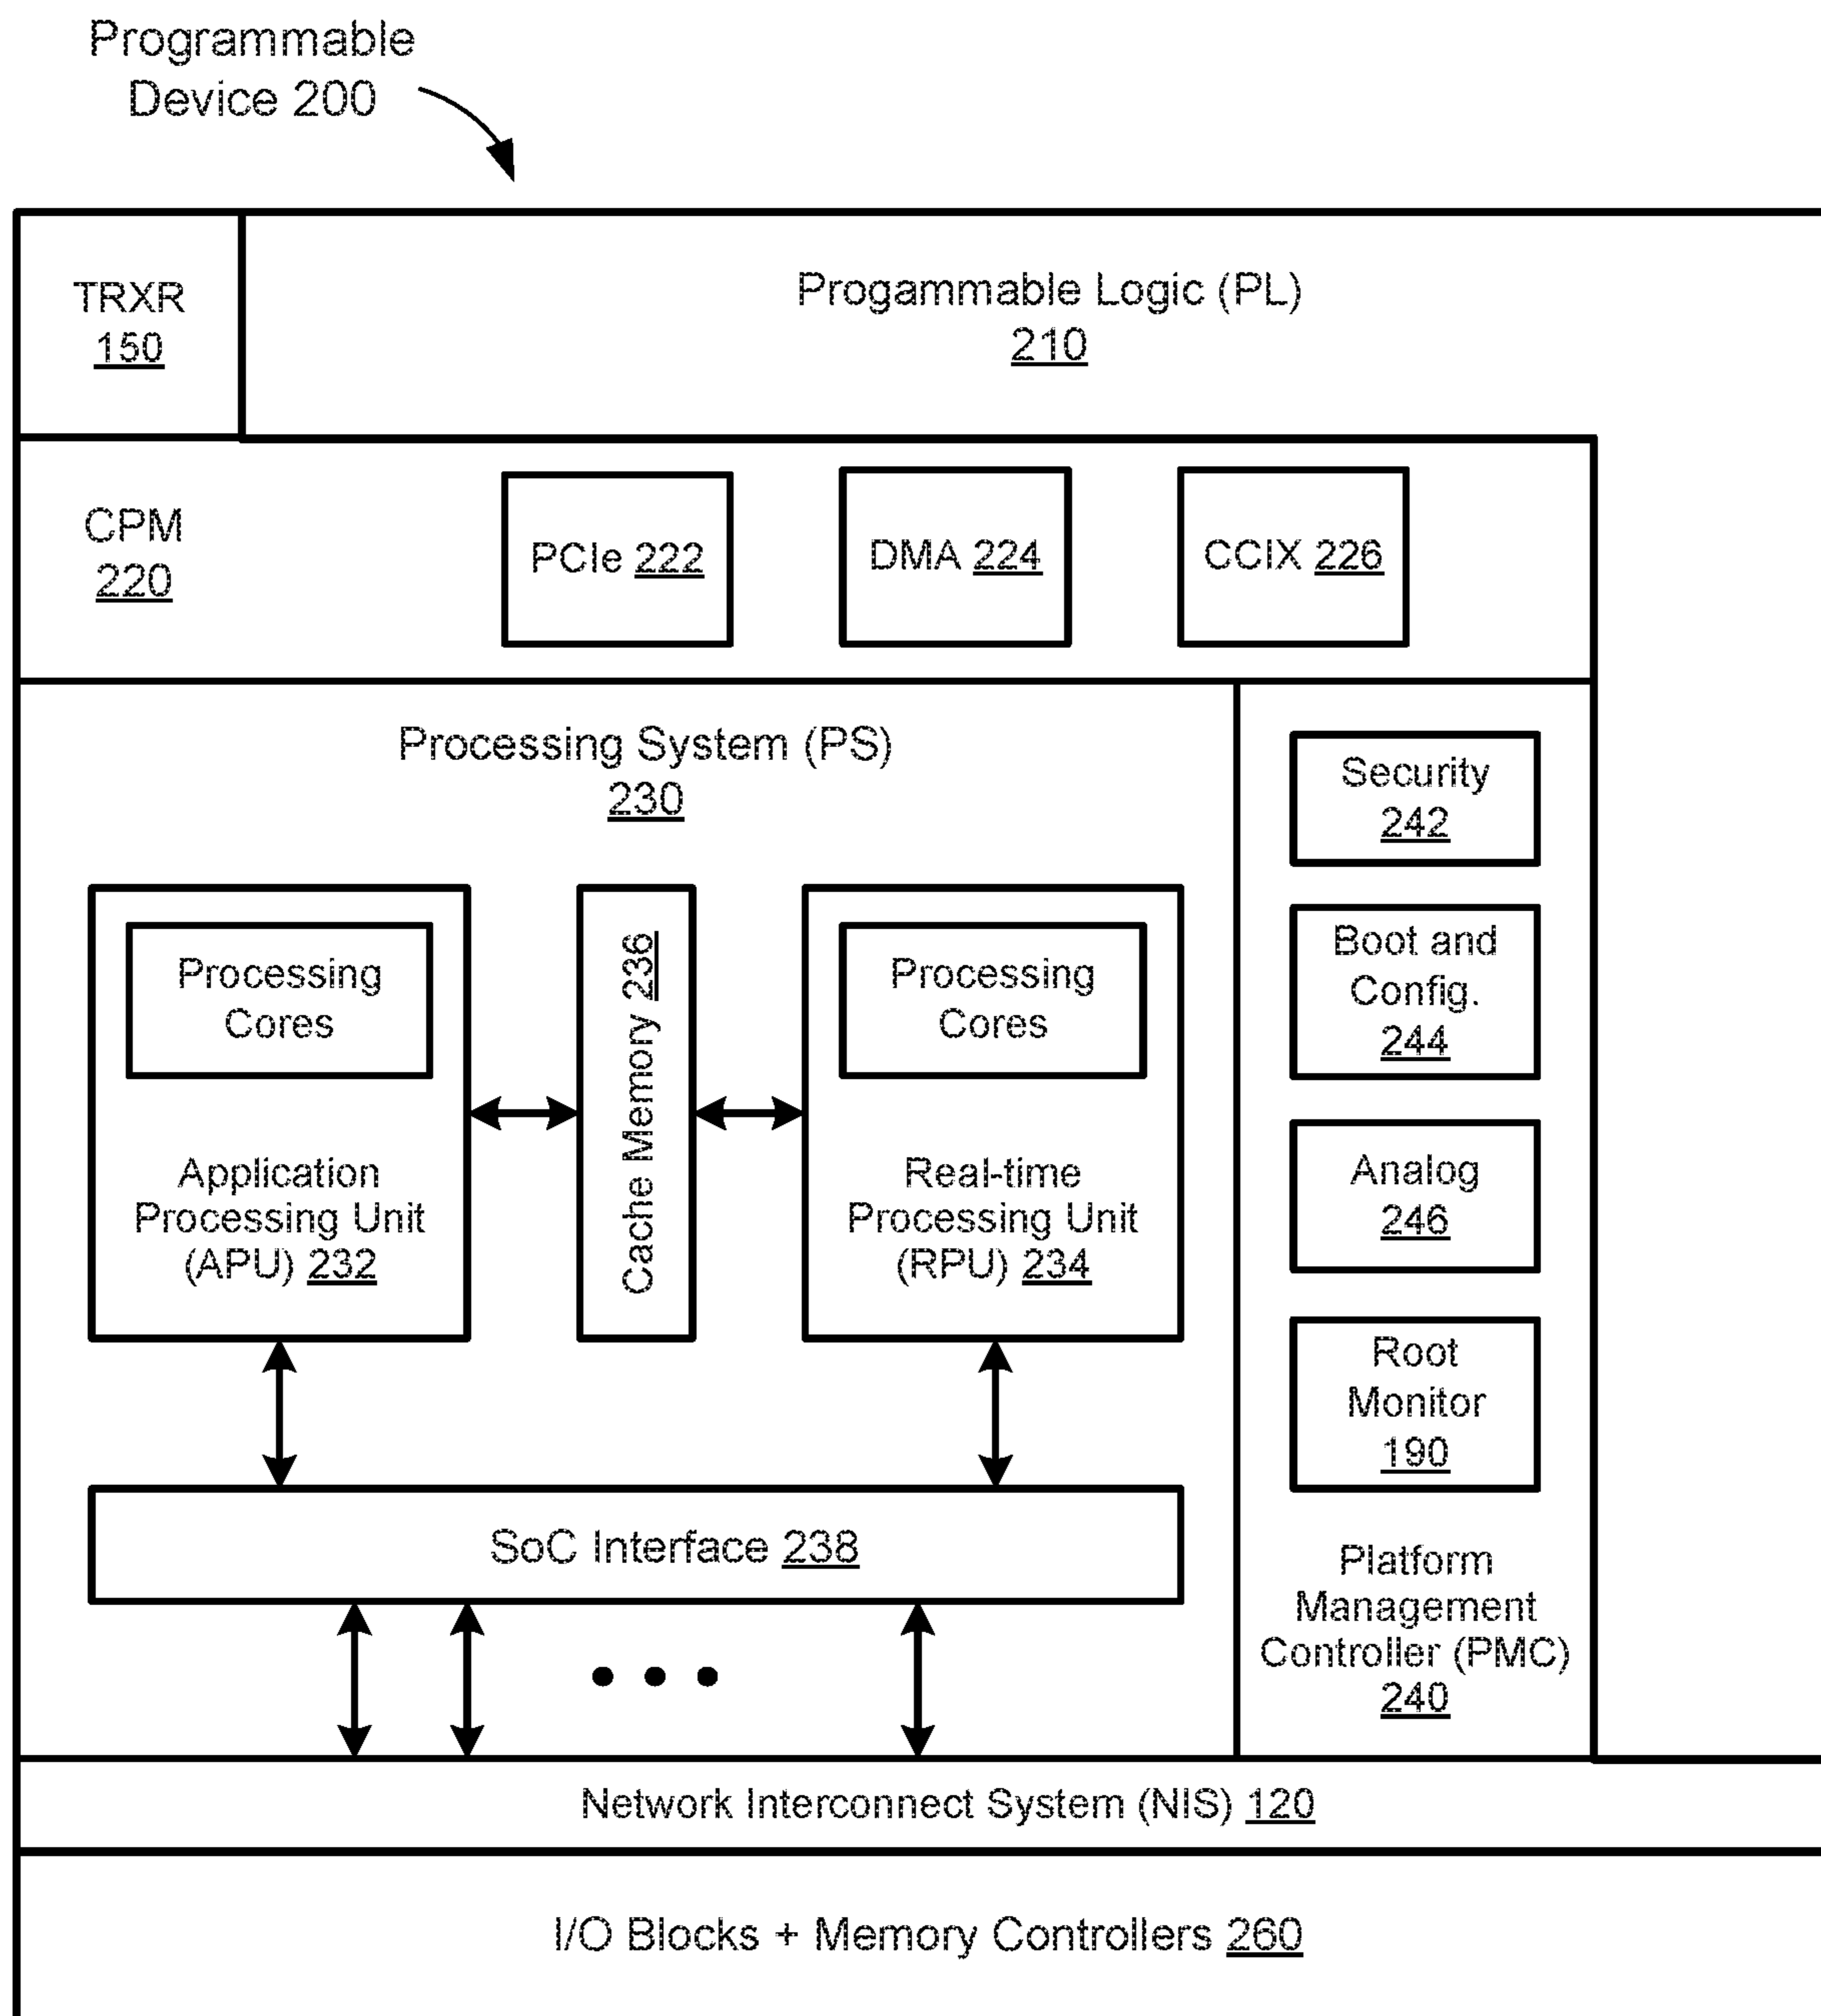 Programmable
Device 200
TRXR
150
Progammable Logic (PL)
210
CPM
220
PCIe 222
DMA 224
CCIX 226
Processing System (PS)
230
Processing
Cores
Application
Processing Unit
(APU) 232
Cache Memory 236
Processing
Cores
Real-time
Processing Unit
(RPU) 234
SoC Interface 238
Security
242
Boot and
Config.
244
Analog
246
Root
Monitor
190
Platform
Management
Controller (PMC)
240
Network Interconnect System (NIS) 120
I/O Blocks + Memory Controllers 260